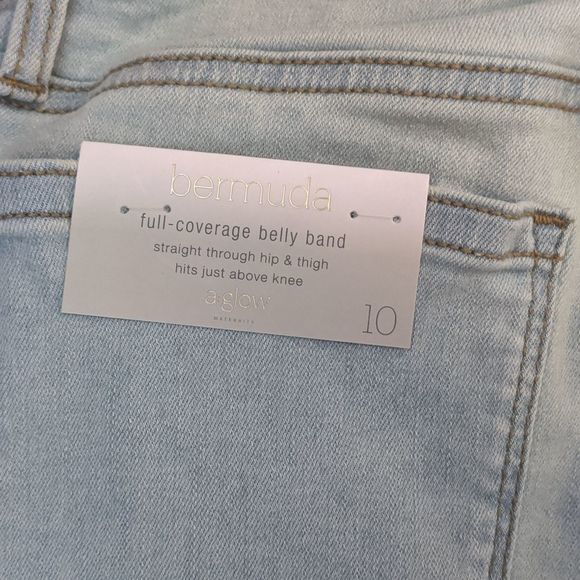 bermuda
full-coverage belly band
straight through hip & thigh
hits just above knee
a:glow
MATERNITY
10